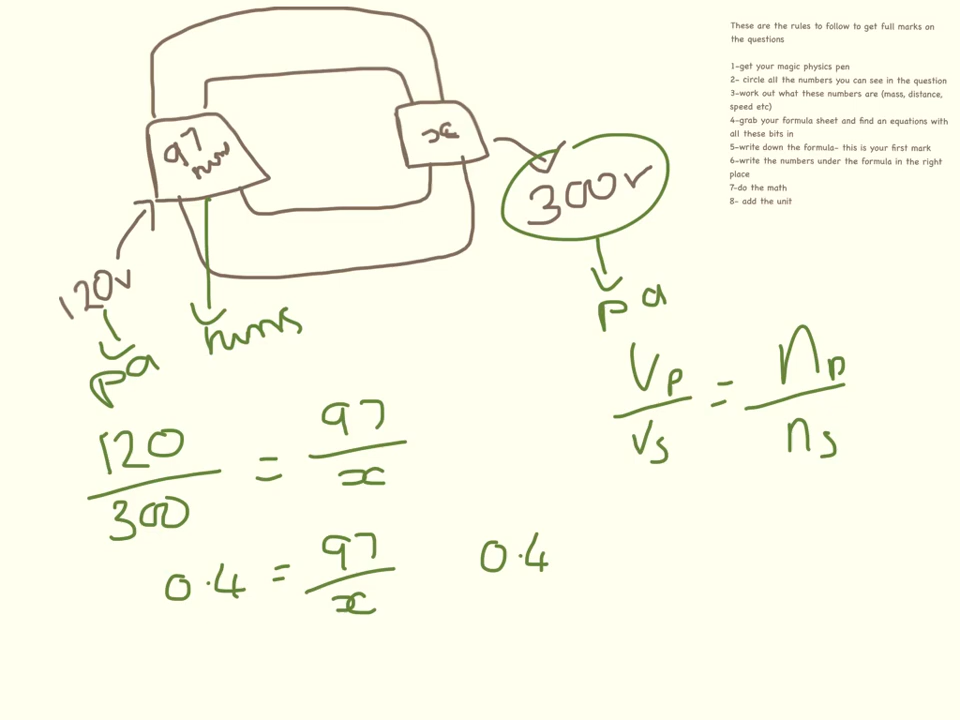 These are the rules to follow to get full marks on
the questions
1-get your magic physics pen
2- circle all the numbers you can see in the question
3-work out what these numbers are (mass, distance,
speed etc)
4-grab your formula sheet and find an equations with
all these bits in
5-write down the formula- this is your first mark
6-write the numbers under the formula in the right
place
7-do the math
8- add the unit
97
x
300v
120v
pd
pd
Vp = np
Vs ns
120 = 97
300 x
0.4 = 97 0.4
x